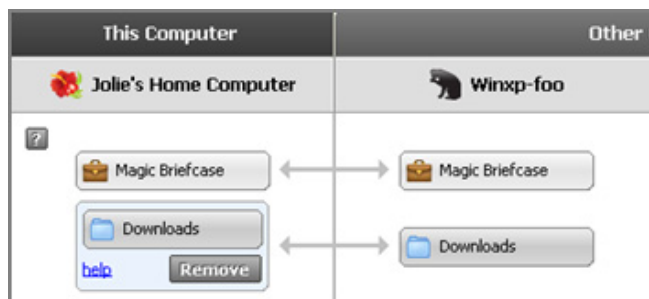 This Computer
Other
Jolie's Home Computer
Winxp-foo
?
Magic Briefcase
Magic Briefcase
Downloads
Downloads
help
Remove